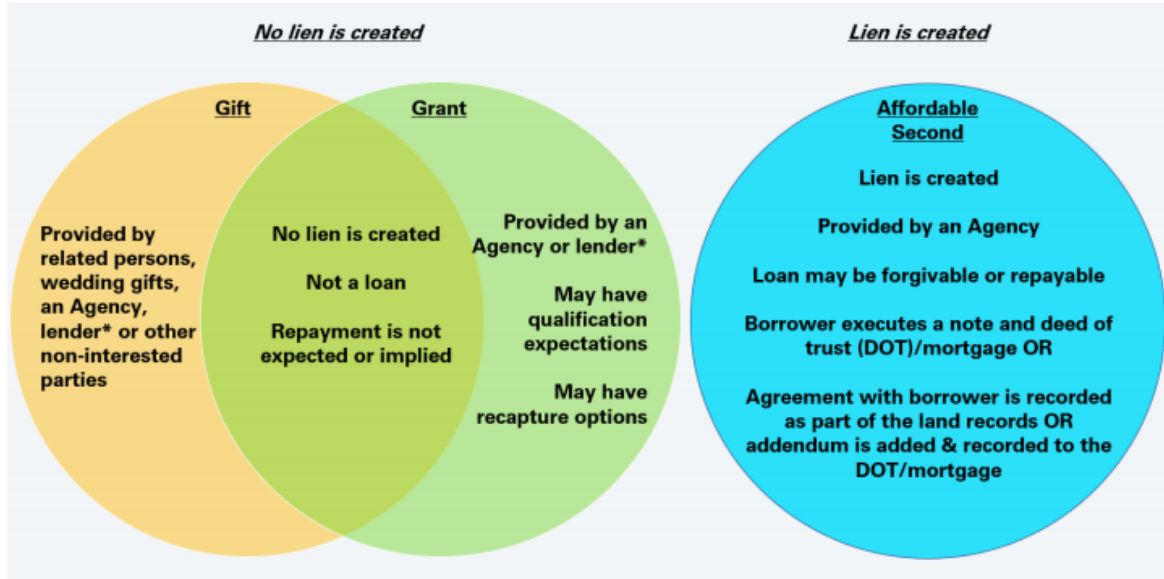 No lien is created
Lien is created
Gift
Provided by
related persons,
wedding gifts,
an Agency,
lender* or other
non-interested
parties
No lien is created
Not a loan
Repayment is not
expected or implied
Grant
Provided by an
Agency or lender*
May have
qualification
expectations
May have
recapture options
Affordable
Second
Lien is created
Provided by an Agency
Loan may be forgivable or repayable
Borrower executes a note and deed of
trust (DOT)/mortgage OR
Agreement with borrower is recorded
as part of the land records OR
addendum is added & recorded to the
DOT/mortgage